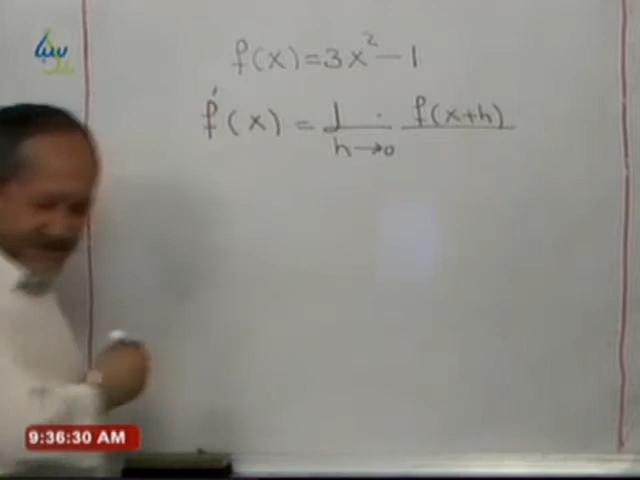 f(x)=3x²-1
f'(x) = h→0 f(x+h)
9:36:30 AM